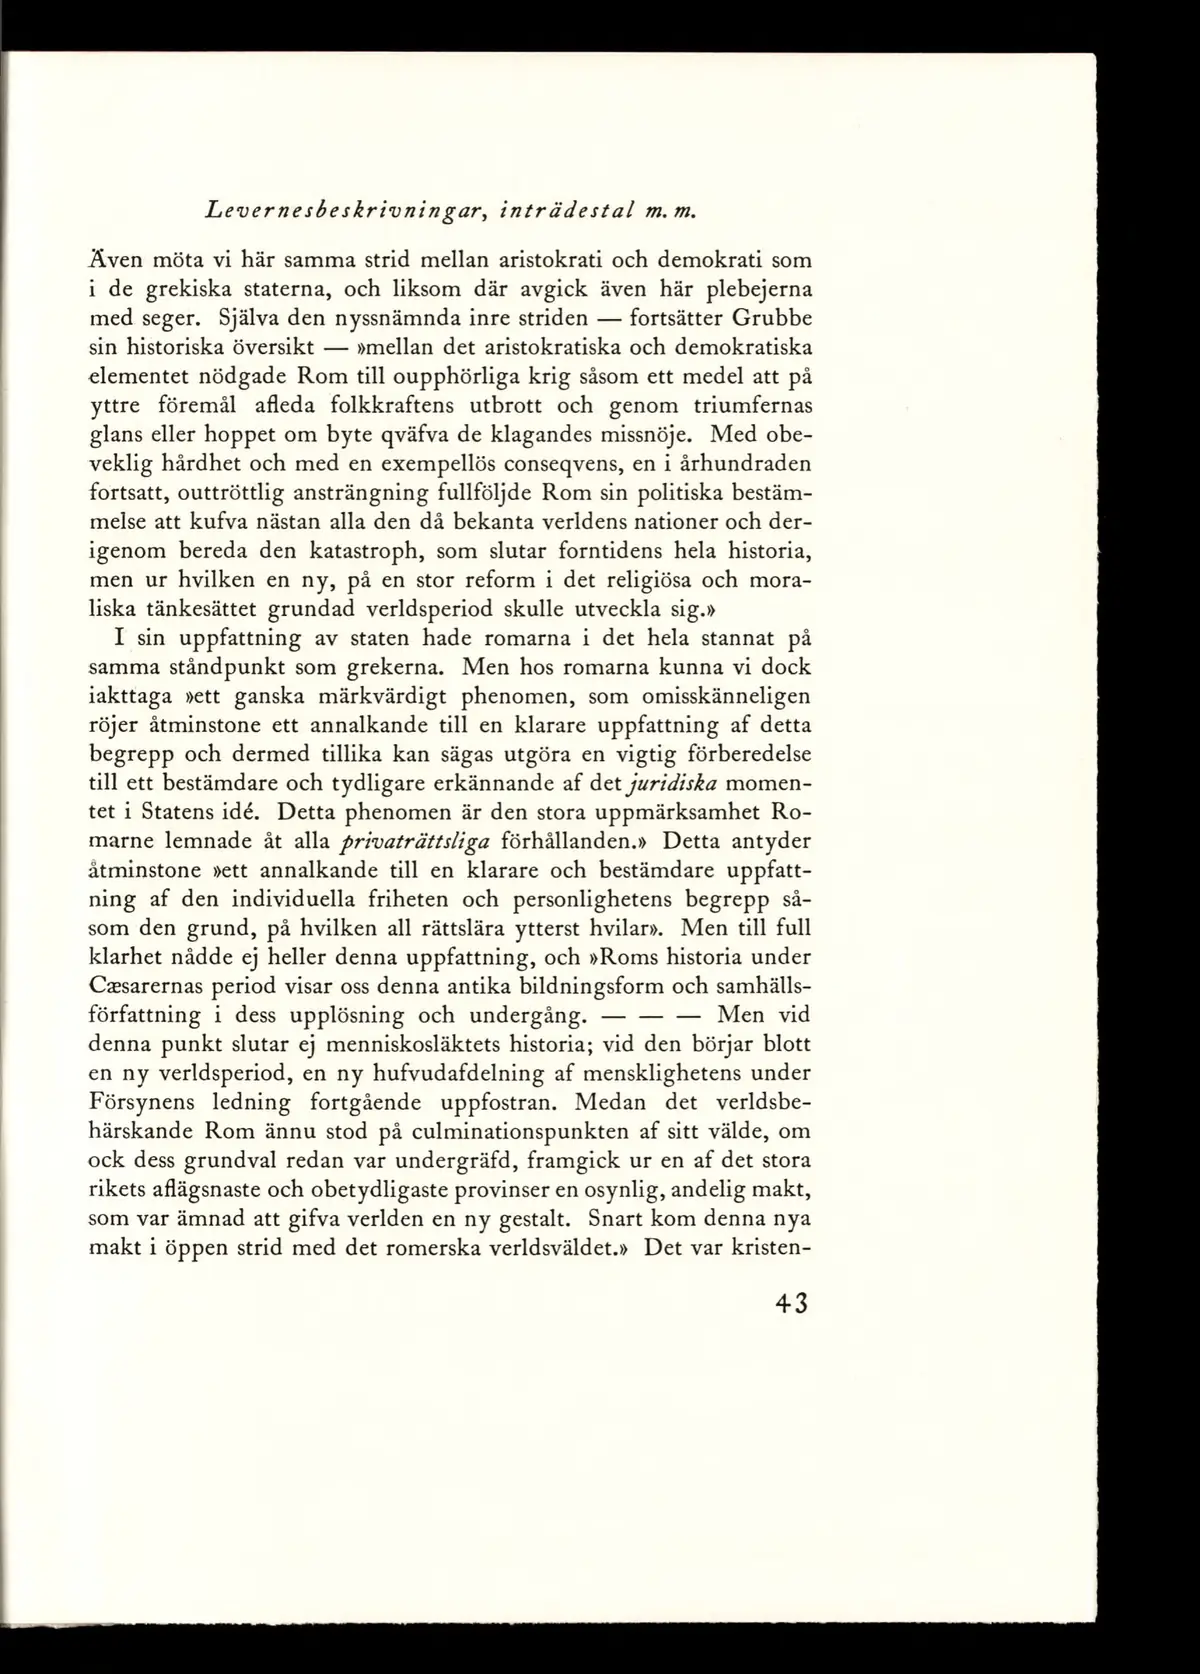 Levernesbeskrivningar, inträdestal m. m.
Även möta vi här samma strid mellan aristokrati och demokrati som
i de grekiska staterna, och liksom där avgick även här plebejerna
med seger. Själva den nyssnämnda inre striden — fortsätter Grubbe
sin historiska översikt — »mellan det aristokratiska och demokratiska
elementet nödgade Rom till oupphörliga krig såsom ett medel att på
yttre föremål afleda folkkraftens utbrott och genom triumfernas
glans eller hoppet om byte qväfva de klagandes missnöje. Med obe-
veklig hårdhet och med en exempellös conseqvens, en i århundraden
fortsatt, outtröttlig ansträngning fullföljde Rom sin politiska bestäm-
melse att kufva nästan alla den då bekanta verldens nationer och der-
igenom bereda den katastroph, som slutar forntidens hela historia,
men ur hvilken en ny, på en stor reform i det religiösa och mora-
liska tänkesättet grundad verldsperiod skulle utveckla sig.»
I sin uppfattning av staten hade romarna i det hela stannat på
samma ståndpunkt som grekerna. Men hos romarna kunna vi dock
iakttaga »ett ganska märkvärdigt phenomen, som omisskänneligen
röjer åtminstone ett annalkande till en klarare uppfattning af detta
begrepp och dermed tillika kan sägas utgöra en vigtig förberedelse
till ett bestämdare och tydligare erkännande af det juridiska momen-
tet i Statens idé. Detta phenomen är den stora uppmärksamhet Ro-
marne lemnade åt alla privaträttsliga förhållanden.» Detta antyder
åtminstone »ett annalkande till en klarare och bestämdare uppfatt-
ning af den individuella friheten och personlighetens begrepp så-
som den grund, på hvilken all rättslära ytterst hvilar». Men till full
klarhet nådde ej heller denna uppfattning, och »Roms historia under
Cæsarernas period visar oss denna antika bildningsform och samhälls-
författning i dess upplösning och undergång. — — — Men vid
denna punkt slutar ej menniskosläktets historia; vid den börjar blott
en ny verldsperiod, en ny hufvudafdelning af mensklighetens under
Försynens ledning fortgående uppfostran. Medan det verldsbe-
härskande Rom ännu stod på culminationspunkten af sitt välde, om
ock dess grundval redan var undergräfd, framgick ur en af det stora
rikets aflägsnaste och obetydligaste provinser en osynlig, andelig makt,
som var ämnad att gifva verlden en ny gestalt. Snart kom denna nya
makt i öppen strid med det romerska verldsväldet.» Det var kristen-
43